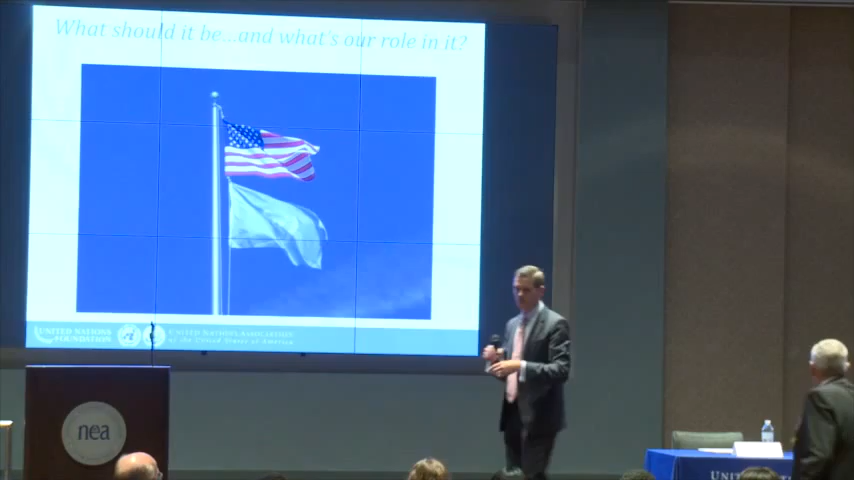 What should it be...and what's our role in it?
UNITED NATIONS
FOUNDATION
UNITED NATIONS ASSOCIATION
of the United States of America
nea